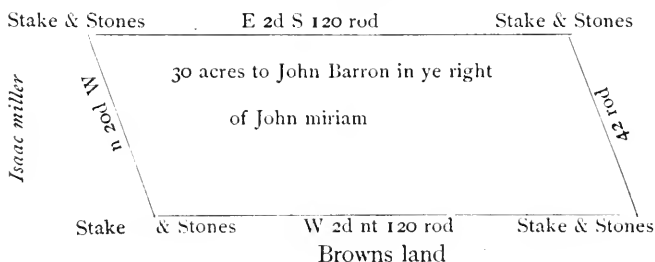 E 2d S 120 rod
Stake & Stones Stake & Stones
30 acres to John Barron in ye right
of John miriam
Isaac miller
n 20d W
42 rod
Stake & Stones W 2d nt 120 rod Stake & Stones
Browns land